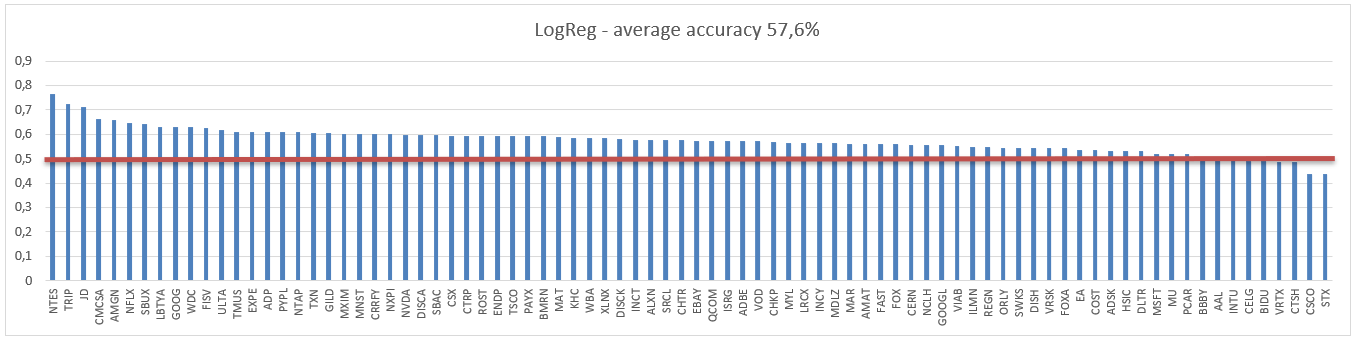 LogReg - average accuracy 57,6%
0,9
0,8
0,7
0,6
0,5
0,4
0,3
0,2
0,1
0
NTES
TRIP
JD
CMCSA
AMGN
NFLX
SBUX
LBTYA
GOOG
WDC
FISV
ULTA
TMUS
EXPE
ADP
PYPL
NTAP
TXN
GILD
MXIM
MNST
CRRFY
NXPI
NVDA
DISCA
SBAC
CSX
CTRP
ROST
ENDP
TSCO
PAYX
BMRN
MAT
KHC
WBA
XLNX
DISCK
INCT
ALXN
SRCL
CHTR
EBAY
QCOM
ISRG
ADBE
VOD
CHKP
MYL
LRCX
INCY
MDLZ
MAR
AMAT
FAST
FOX
CERN
NCLH
GOOGL
VIAB
ILMN
REGN
ORLY
SWKS
DISH
VRSK
FOXA
EA
COST
ADSK
HSIC
DLTR
MSFT
MU
PCAR
BBBY
AAL
INTU
CELG
BIDU
VRTX
CTSH
CSCO
STX